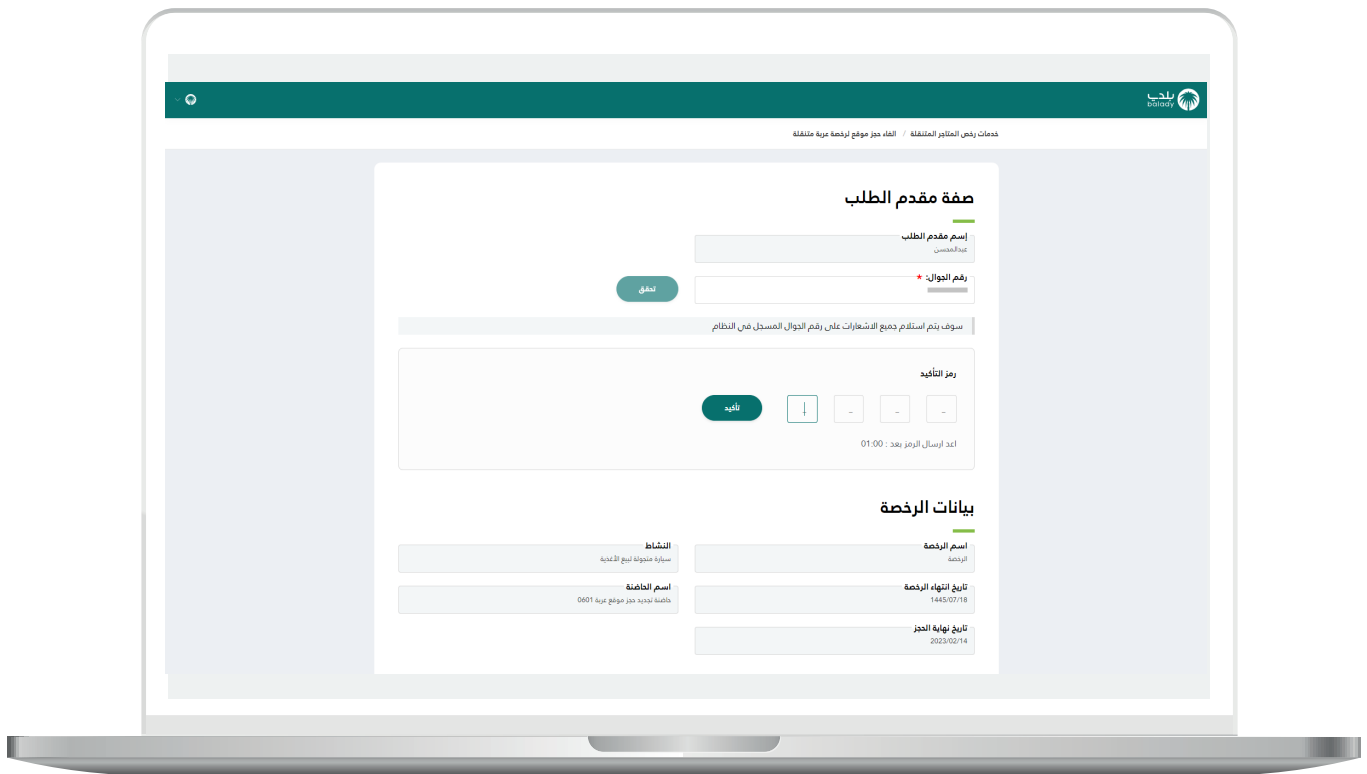 بلدي
balady
خدمات رخص المتاجر المتنقلة / الغاء حجز موقع لرخصة عربة متنقلة
صفة مقدم الطلب
إسم مقدم الطلب
عبدالمحسن
رقم الجوال: *
تحقق
سوف يتم استلام جميع الاشعارات على رقم الجوال المسجل في النظام
رمز التأكيد
تأكيد
اعد ارسال الرمز بعد : 01:00
بيانات الرخصة
اسم الرخصة
الرخصة
النشاط
سيارة متجولة لبيع الأغذية
تاريخ انتهاء الرخصة
1445/07/18
اسم الحاضنة
حاضنة تجديد حجز موقع عربة 0601
تاريخ نهاية الحجز
2023/02/14